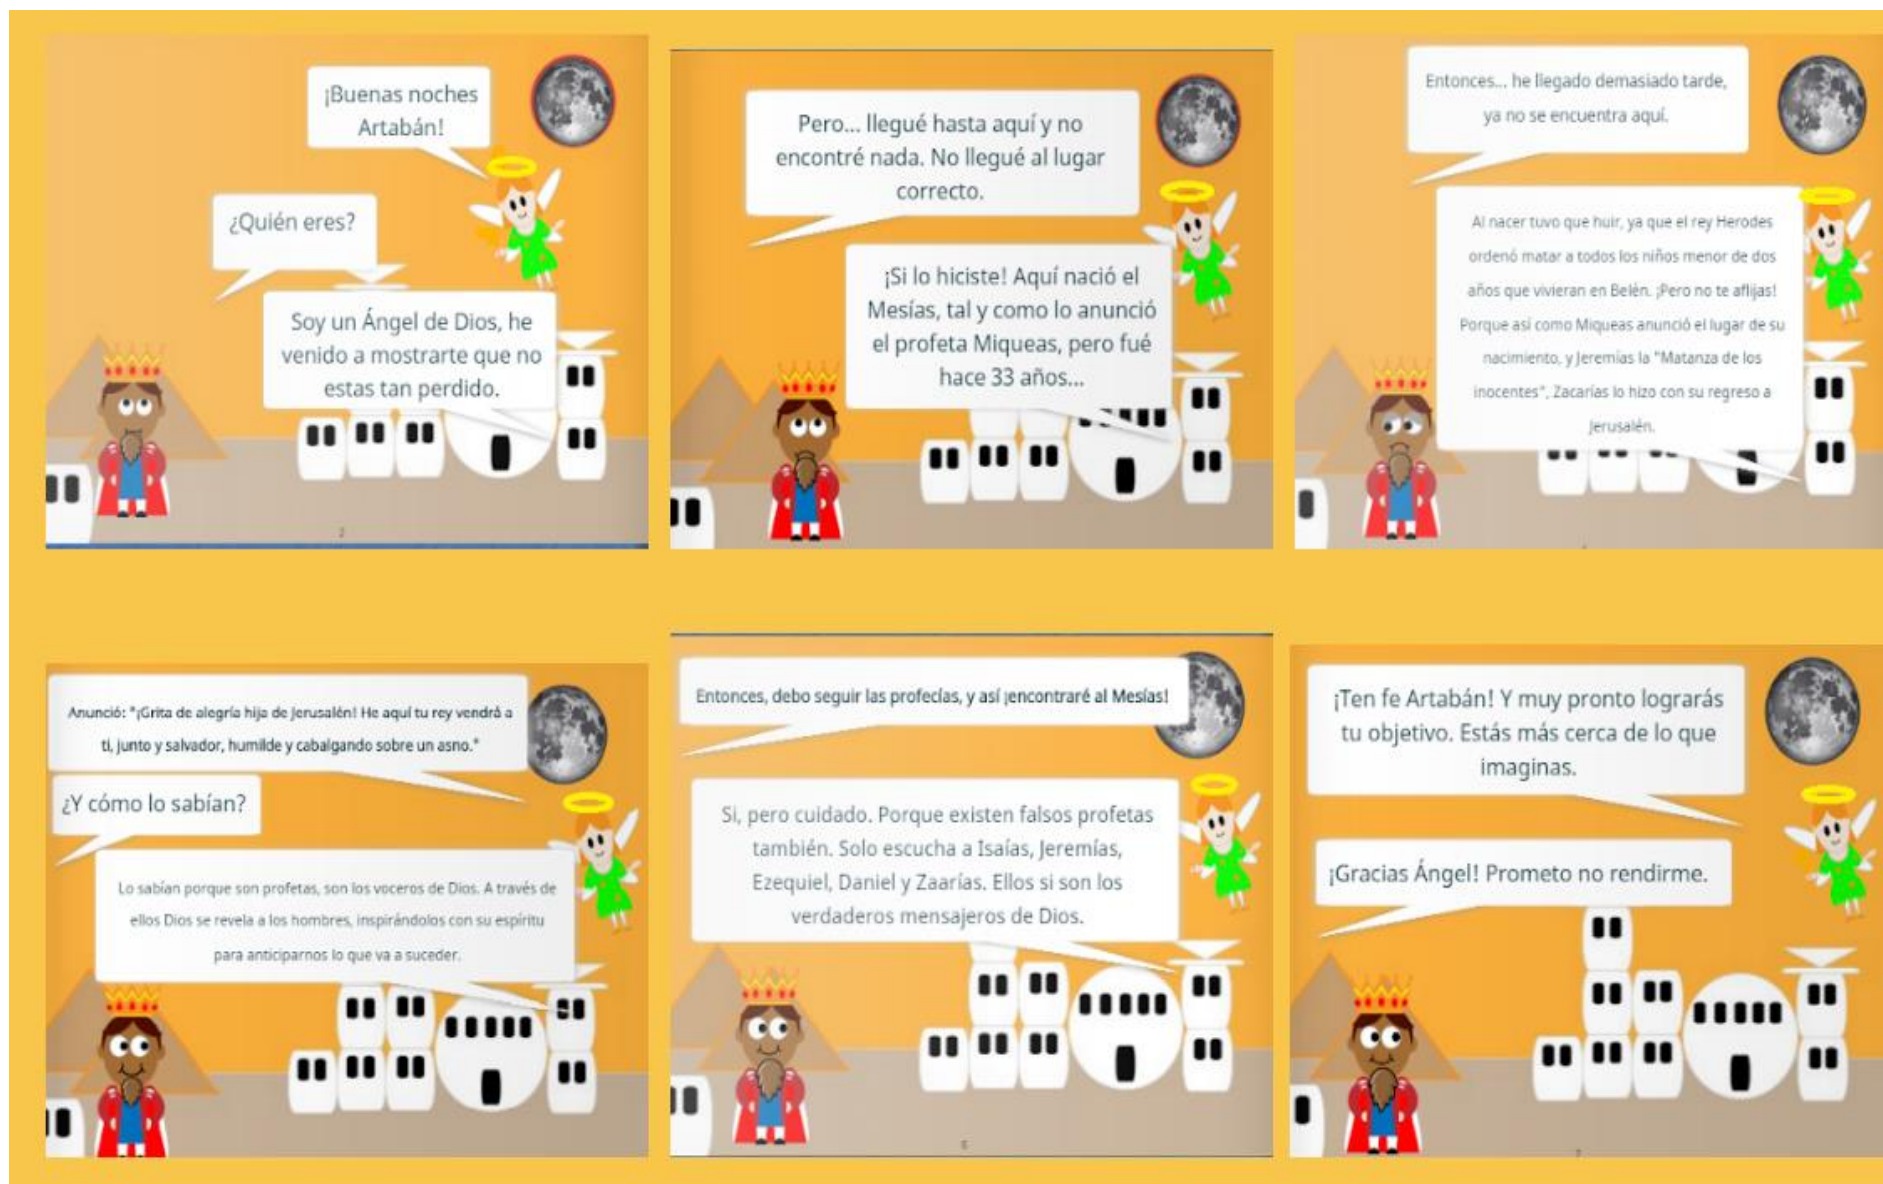 ¡Buenas noches
Artabán!
¿Quién eres?
Soy un Ángel de Dios, he
venido a mostrarte que no
estas tan perdido.
2
Pero... llegué hasta aquí y no
encontré nada. No llegué al lugar
correcto.
¡Si lo hiciste! Aquí nació el
Mesías, tal y como lo anunció
el profeta Miqueas, pero fué
hace 33 años...
Entonces... he llegado demasiado tarde,
ya no se encuentra aquí.
Al nacer tuvo que huir, ya que el rey Herodes
ordenó matar a todos los niños menor de dos
años que vivieran en Belén. ¡Pero no te aflijas!
Porque así como Miqueas anunció el lugar de su
nacimiento, y Jeremías la "Matanza de los
inocentes", Zacarías lo hizo con su regreso a
Jerusalén.
Anunció: "¡Grita de alegría hija de Jerusalén! He aquí tu rey vendrá a
ti, junto y salvador, humilde y cabalgando sobre un asno."
¿Y cómo lo sabían?
Lo sabían porque son profetas, son los voceros de Dios. A través de
ellos Dios se revela a los hombres, inspirándolos con su espíritu
para anticiparnos lo que va a suceder.
Entonces, debo seguir las profecías, y así ¡encontraré al Mesías!
Si, pero cuidado. Porque existen falsos profetas
también. Solo escucha a Isaías, Jeremías,
Ezequiel, Daniel y Zaarías. Ellos si son los
verdaderos mensajeros de Dios.
6
¡Ten fe Artabán! Y muy pronto lograrás
tu objetivo. Estás más cerca de lo que
imaginas.
¡Gracias Ángel! Prometo no rendirme.
7